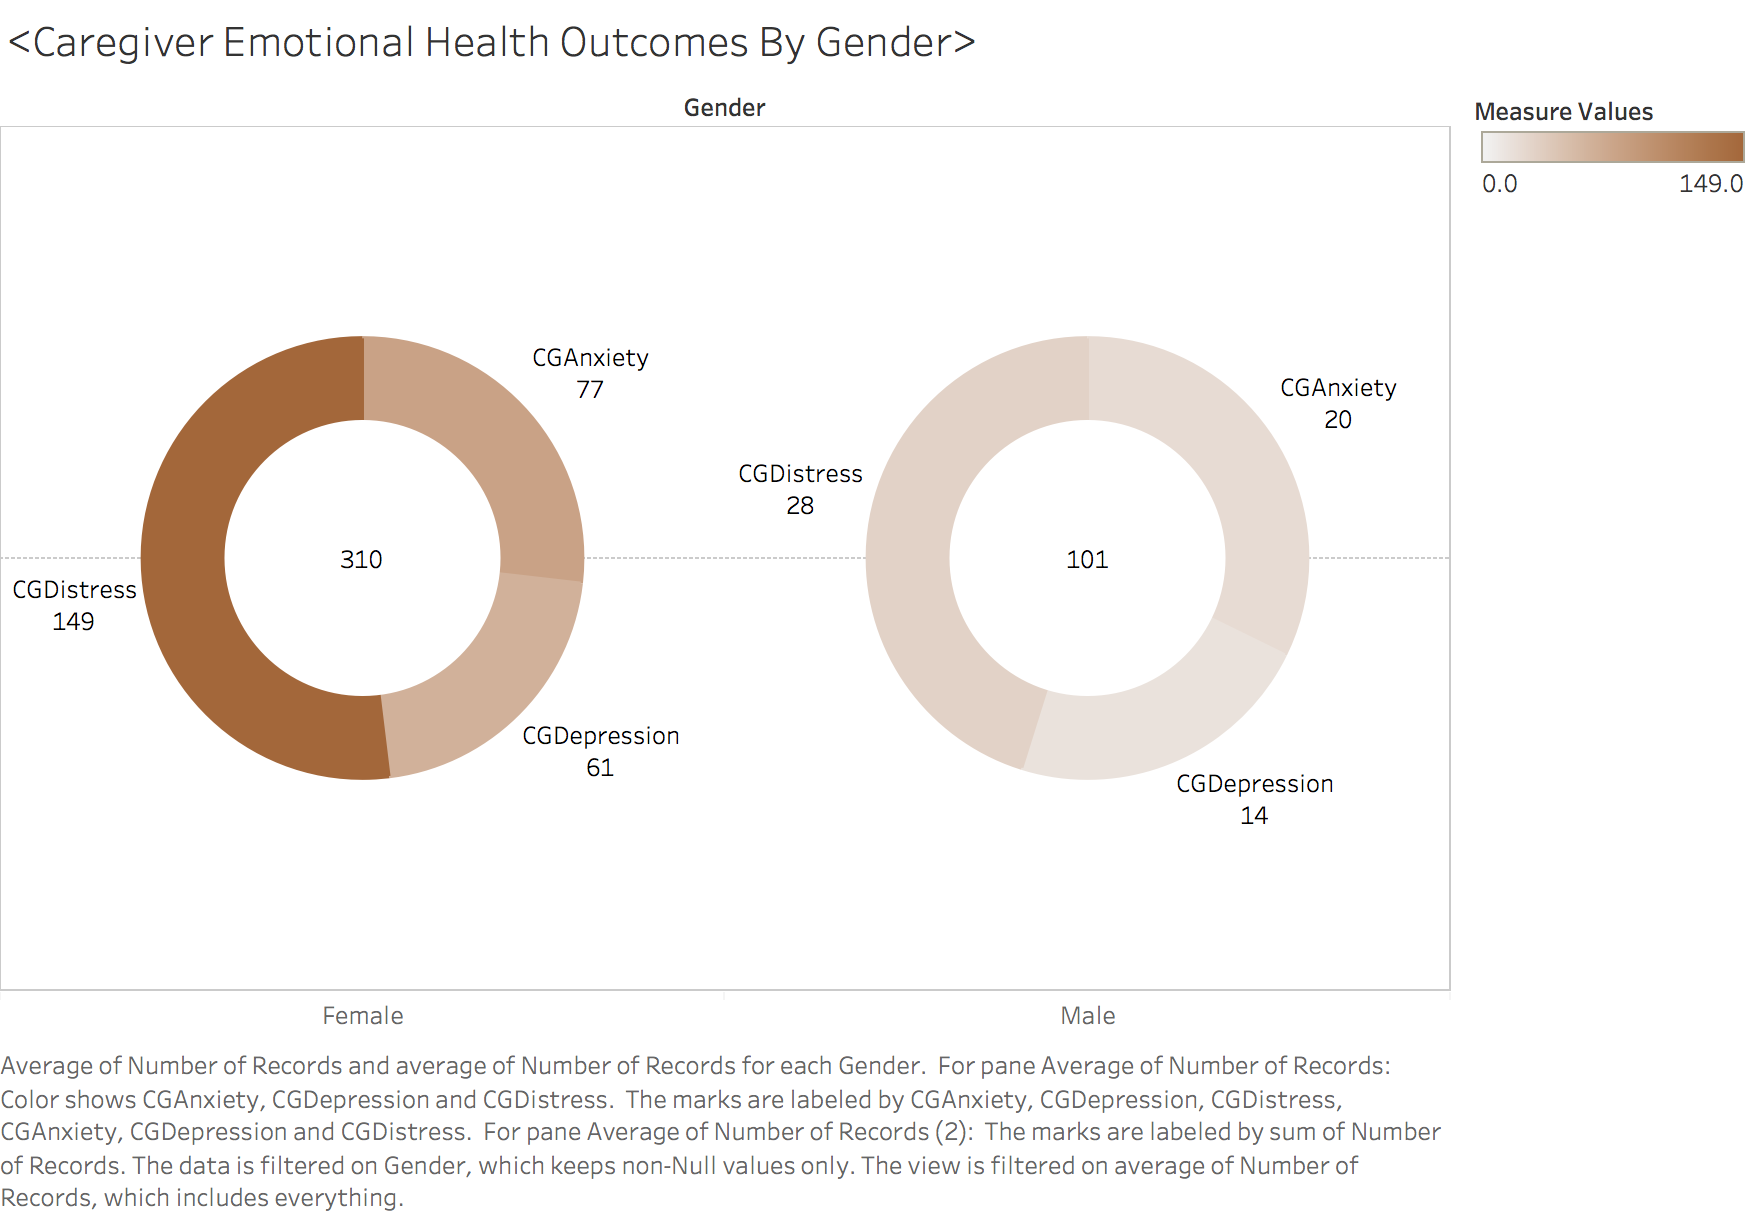 <Caregiver Emotional Health Outcomes By Gender>
Gender
Measure Values
0.0
149.0
CGAnxiety
77
CGDistress
149
310
CGDepression
61
CGAnxiety
20
CGDistress
28
101
CGDepression
14
Female
Male
Average of Number of Records and average of Number of Records for each Gender.  For pane Average of Number of Records:
Color shows CGAnxiety, CGDepression and CGDistress.  The marks are labeled by CGAnxiety, CGDepression, CGDistress,
CGAnxiety, CGDepression and CGDistress.  For pane Average of Number of Records (2):  The marks are labeled by sum of Number
of Records. The data is filtered on Gender, which keeps non-Null values only. The view is filtered on average of Number of
Records, which includes everything.